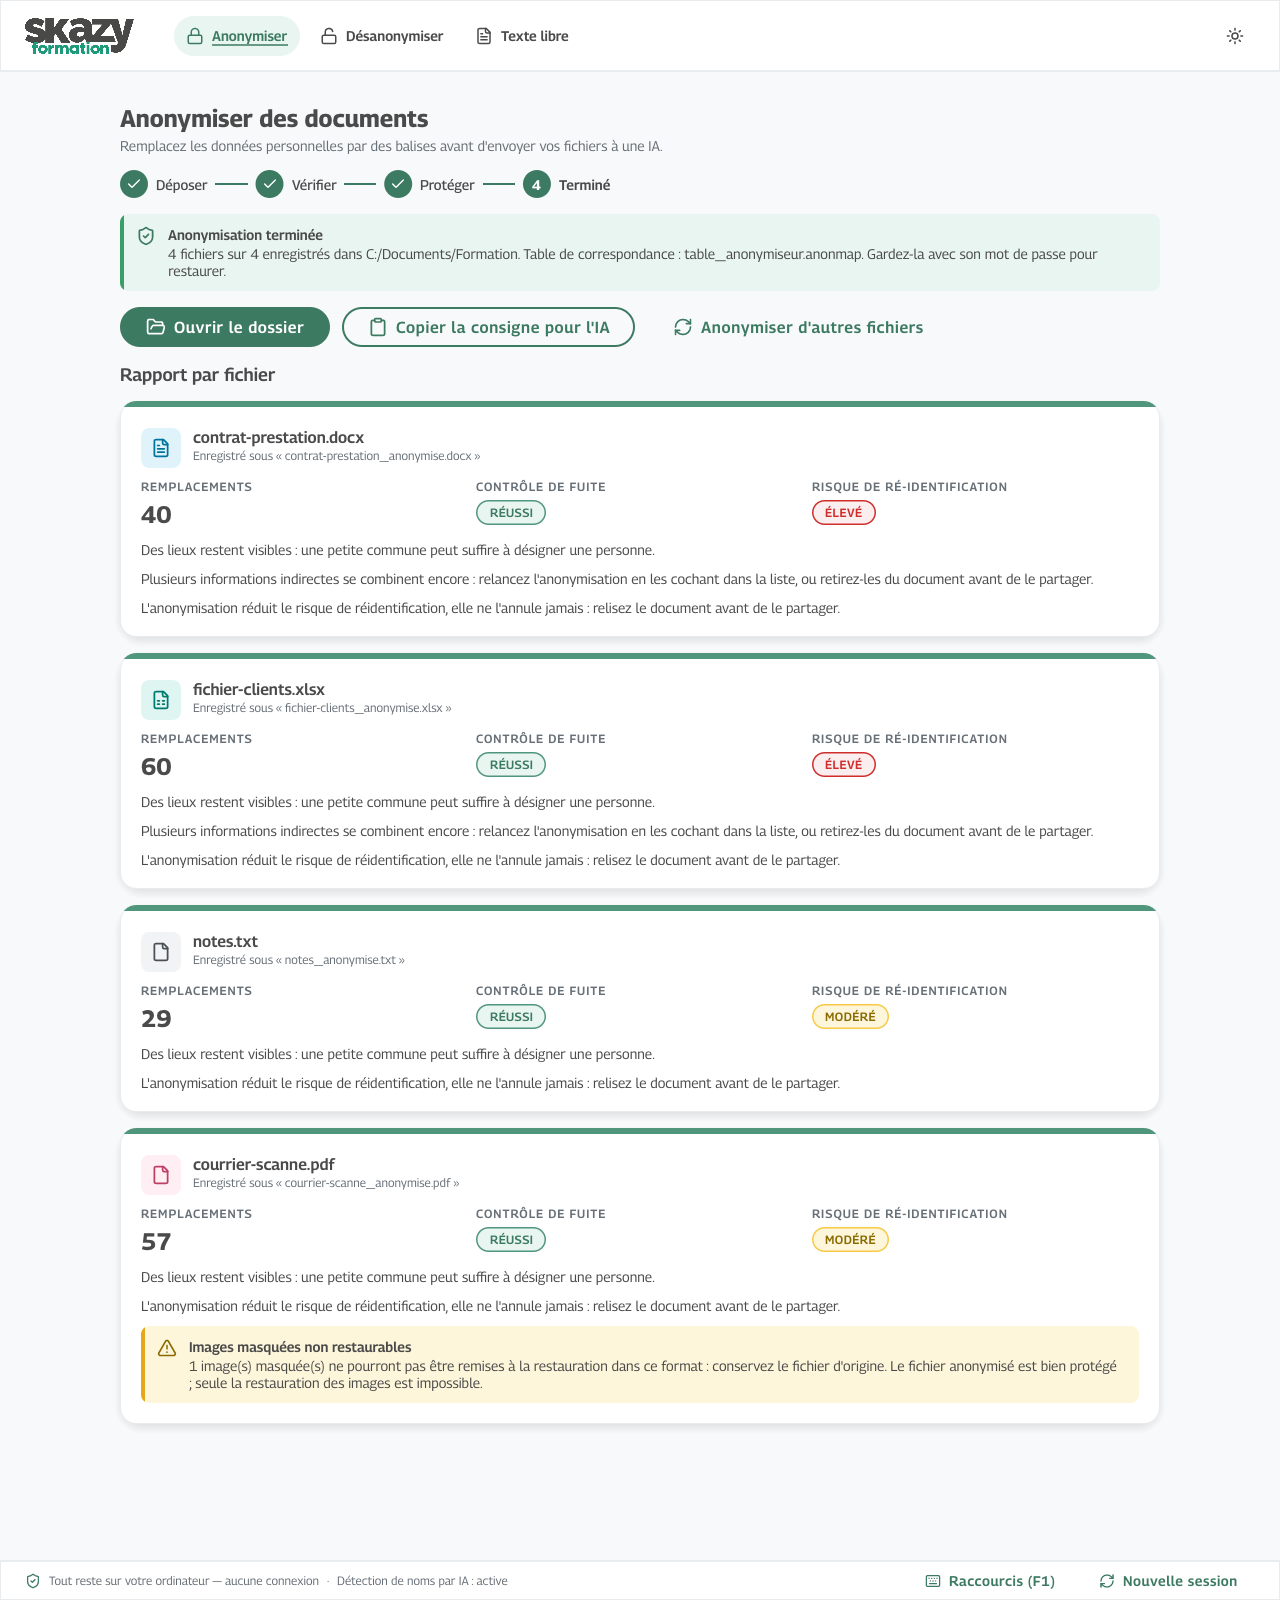 skazy
formation
Anonymiser
Désanonymiser
Texte libre
Anonymiser des documents
Remplacez les données personnelles par des balises avant d'envoyer vos fichiers à une IA.
Déposer
Vérifier
Protéger
4 Terminé
Anonymisation terminée
4 fichiers sur 4 enregistrés dans C:/Documents/Formation. Table de correspondance : table_anonymiseur.anonmap. Gardez-la avec son mot de passe pour
restaurer.
Ouvrir le dossier
Copier la consigne pour l'IA
Anonymiser d'autres fichiers
Rapport par fichier
contrat-prestation.docx
Enregistré sous « contrat-prestation_anonymise.docx »
REMPLACEMENTS
CONTRÔLE DE FUITE
RISQUE DE RÉ-IDENTIFICATION
40
RÉUSSI
ÉLEVÉ
Des lieux restent visibles : une petite commune peut suffire à désigner une personne.
Plusieurs informations indirectes se combinent encore : relancez l'anonymisation en les cochant dans la liste, ou retirez-les du document avant de le partager.
L'anonymisation réduit le risque de réidentification, elle ne l'annule jamais : relisez le document avant de le partager.
fichier-clients.xlsx
Enregistré sous « fichier-clients_anonymise.xlsx »
REMPLACEMENTS
CONTRÔLE DE FUITE
RISQUE DE RÉ-IDENTIFICATION
60
RÉUSSI
ÉLEVÉ
Des lieux restent visibles : une petite commune peut suffire à désigner une personne.
Plusieurs informations indirectes se combinent encore : relancez l'anonymisation en les cochant dans la liste, ou retirez-les du document avant de le partager.
L'anonymisation réduit le risque de réidentification, elle ne l'annule jamais : relisez le document avant de le partager.
notes.txt
Enregistré sous « notes_anonymise.txt »
REMPLACEMENTS
CONTRÔLE DE FUITE
RISQUE DE RÉ-IDENTIFICATION
29
RÉUSSI
MODÉRÉ
Des lieux restent visibles : une petite commune peut suffire à désigner une personne.
L'anonymisation réduit le risque de réidentification, elle ne l'annule jamais : relisez le document avant de le partager.
courrier-scanne.pdf
Enregistré sous « courrier-scanne_anonymise.pdf »
REMPLACEMENTS
CONTRÔLE DE FUITE
RISQUE DE RÉ-IDENTIFICATION
57
RÉUSSI
MODÉRÉ
Des lieux restent visibles : une petite commune peut suffire à désigner une personne.
L'anonymisation réduit le risque de réidentification, elle ne l'annule jamais : relisez le document avant de le partager.
Images masquées non restaurables
1 image(s) masquée(s) ne pourront pas être remises à la restauration dans ce format : conservez le fichier d'origine. Le fichier anonymisé est bien protégé
; seule la restauration des images est impossible.
Tout reste sur votre ordinateur — aucune connexion · Détection de noms par IA : active
Raccourcis (F1)
Nouvelle session